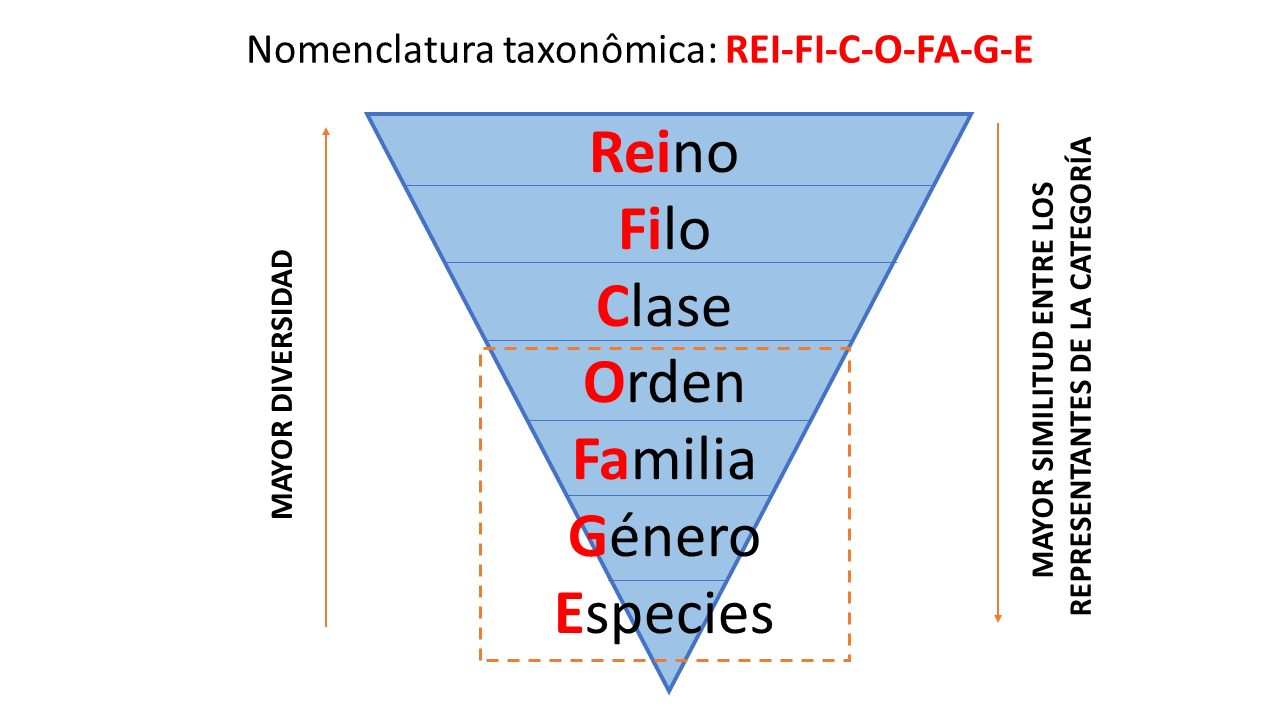 Nomenclatura taxonômica: REI-FI-C-O-FA-G-E
MAYOR DIVERSIDAD
Reino
Filo
Clase
Orden
Familia
Género
Especies
MAYOR SIMILITUD ENTRE LOS
REPRESENTANTES DE LA CATEGORÍA